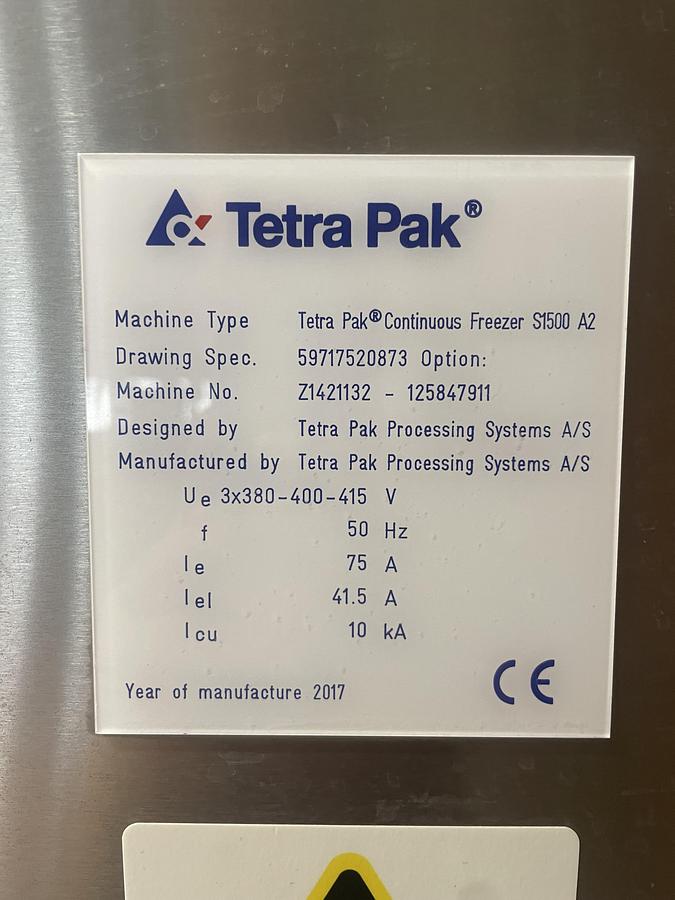 Tetra Pak®
Machine Type Tetra Pak® Continuous Freezer S1500 A2
Drawing Spec. 59717520873 Option:
Machine No. Z1421132 - 125847911
Designed by Tetra Pak Processing Systems A/S
Manufactured by Tetra Pak Processing Systems A/S
Ue 3x380-400-415 V
f 50 Hz
Ie 75 A
Iel 41.5 A
Icu 10 kA
Year of manufacture 2017 CE